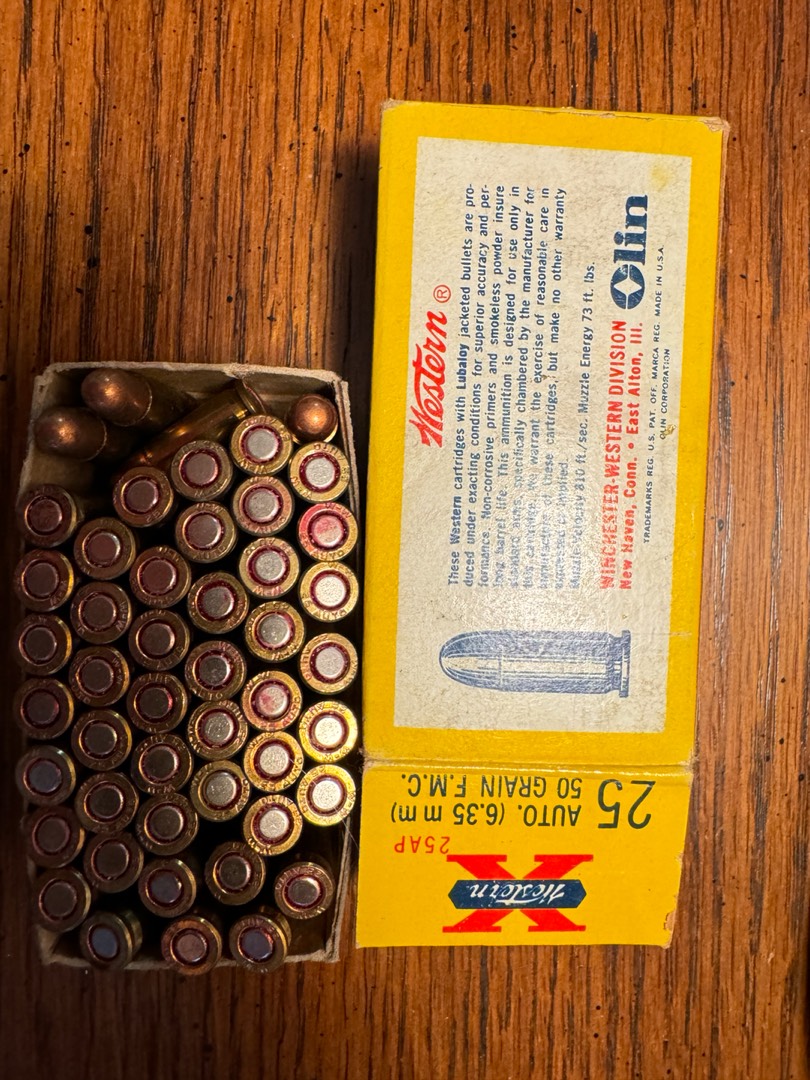 Western ®
These Western cartridges with Lubaloy jacketed bullets are pro-
duced under exacting conditions for superior accuracy and per-
formance. Non-corrosive primers and smokeless powder insure
long barrel life. This ammunition is designed for use only in
standard arms, specifically chambered by the manufacturer for
this cartridge. We warrant the exercise of reasonable care in
manufacture of these cartridges, but make no other warranty
expressed or implied.
Muzzle Velocity 810 ft./sec. Muzzle Energy 73 ft. lbs.
WINCHESTER-WESTERN DIVISION
New Haven, Conn. • East Alton, Ill.
Olin
TRADEMARKS REG. U.S. PAT. OFF. MARCA REG. MADE IN U.S.A
OLIN CORPORATION
25 AUTO. (6.35 mm)
50 GRAIN F.M.C.
25AP
Western
X